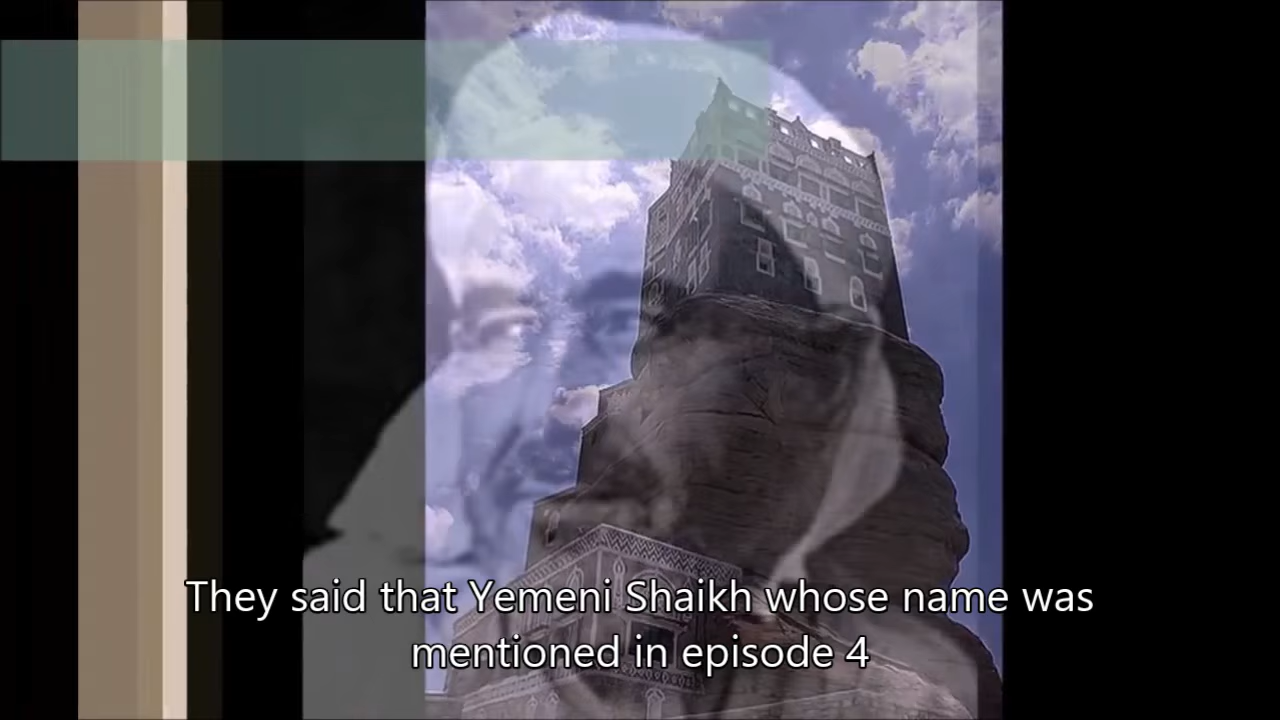 They said that Yemeni Shaikh whose name was
mentioned in episode 4